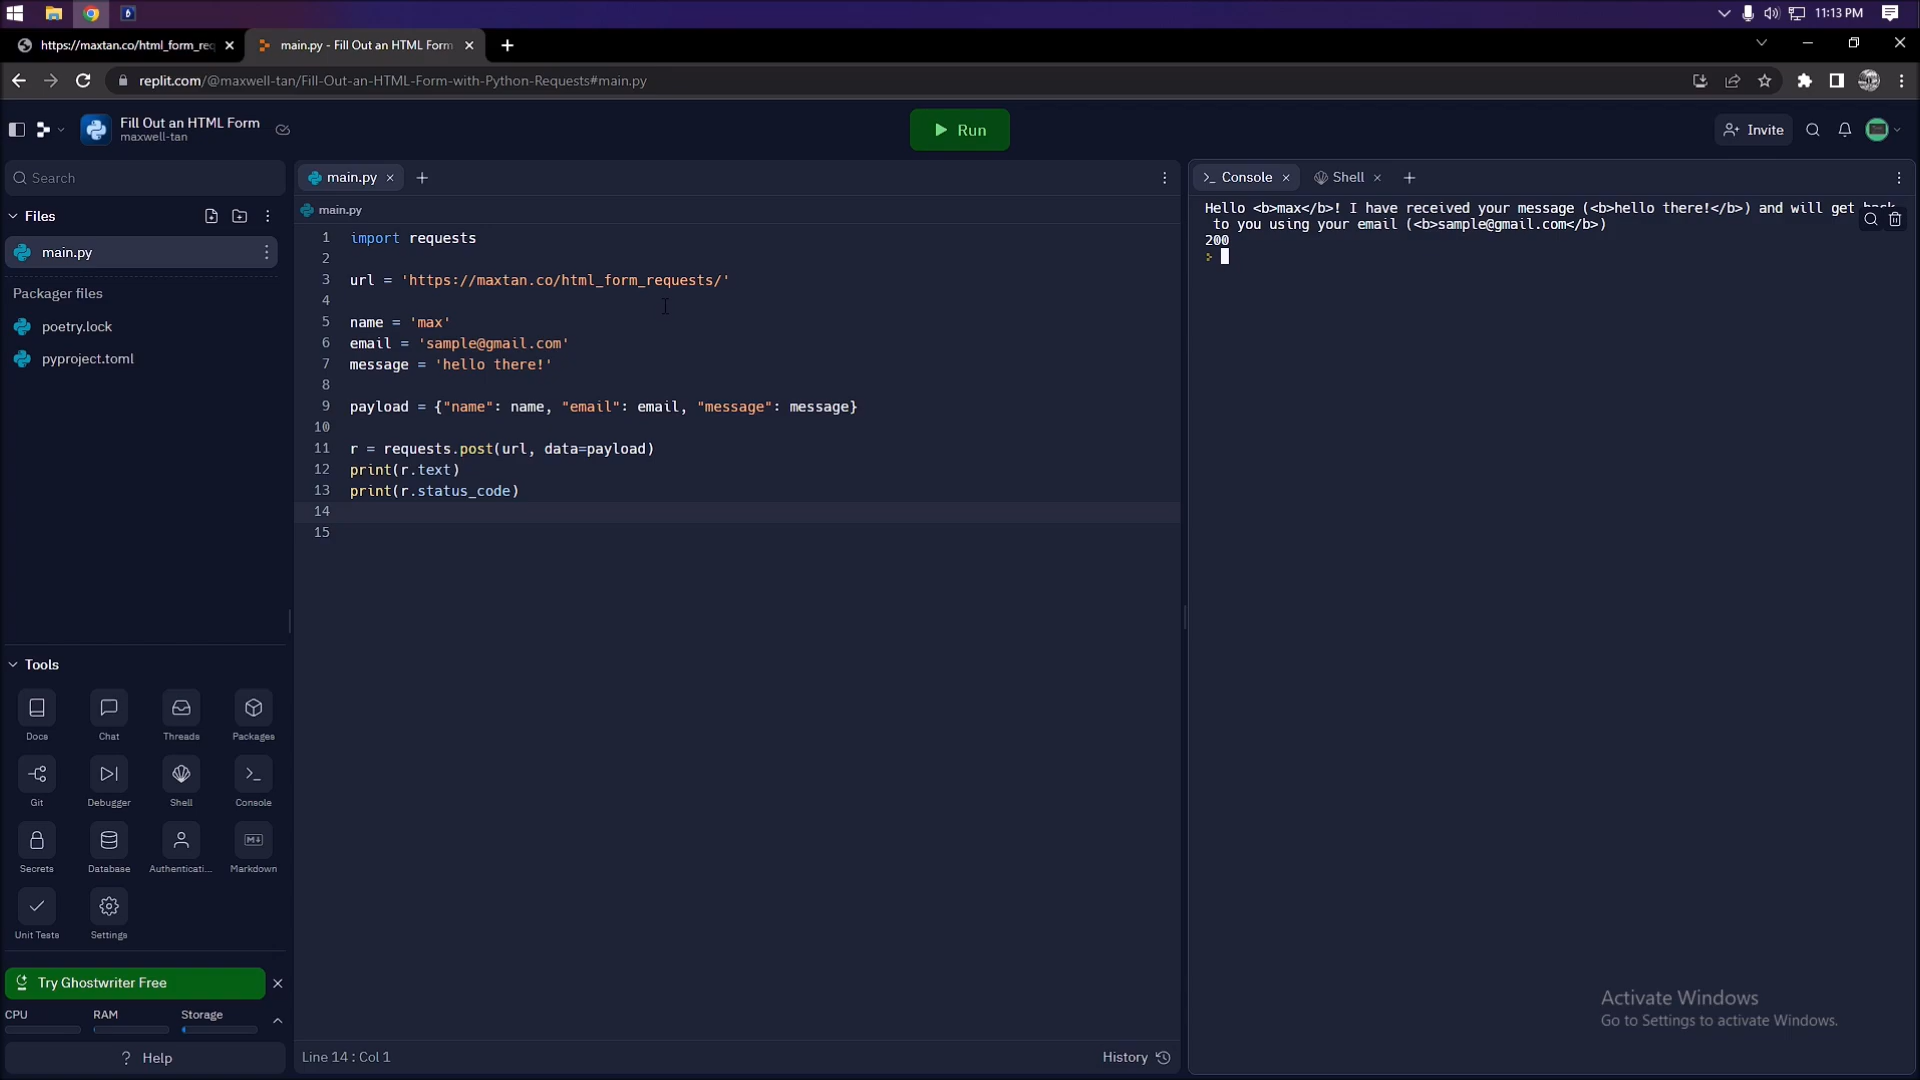 11:13 PM
https://maxtan.co/html_form_req
main.py - Fill Out an HTML Form
replit.com/@maxwell-tan/Fill-Out-an-HTML-Form-with-Python-Requests#main.py
Fill Out an HTML Form
maxwell-tan
Run
Invite
Search
main.py
Console
Shell
Files
main.py
main.py
Packager files
poetry.lock
pyproject.toml
1 import requests
2
3 url = 'https://maxtan.co/html_form_requests/'
4
5 name = 'max'
6 email = 'sample@gmail.com'
7 message = 'hello there!'
8
9 payload = {"name": name, "email": email, "message": message}
10
11 r = requests.post(url, data=payload)
12 print(r.text)
13 print(r.status_code)
14
15
Hello <b>max</b>! I have received your message (<b>hello there!</b>) and will get back
to you using your email (<b>sample@gmail.com</b>)
200
Tools
Docs Chat Threads Packages
Git Debugger Shell Console
Secrets Database Authenticati... Markdown
Unit Tests Settings
Try Ghostwriter Free
CPU RAM Storage
? Help
Line 14 : Col 1
History
Activate Windows
Go to Settings to activate Windows.